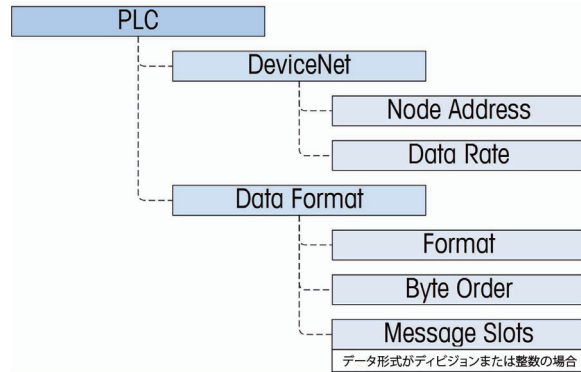 PLC
DeviceNet
Node Address
Data Rate
Data Format
Format
Byte Order
Message Slots
データ形式がディビジョンまたは整数の場合